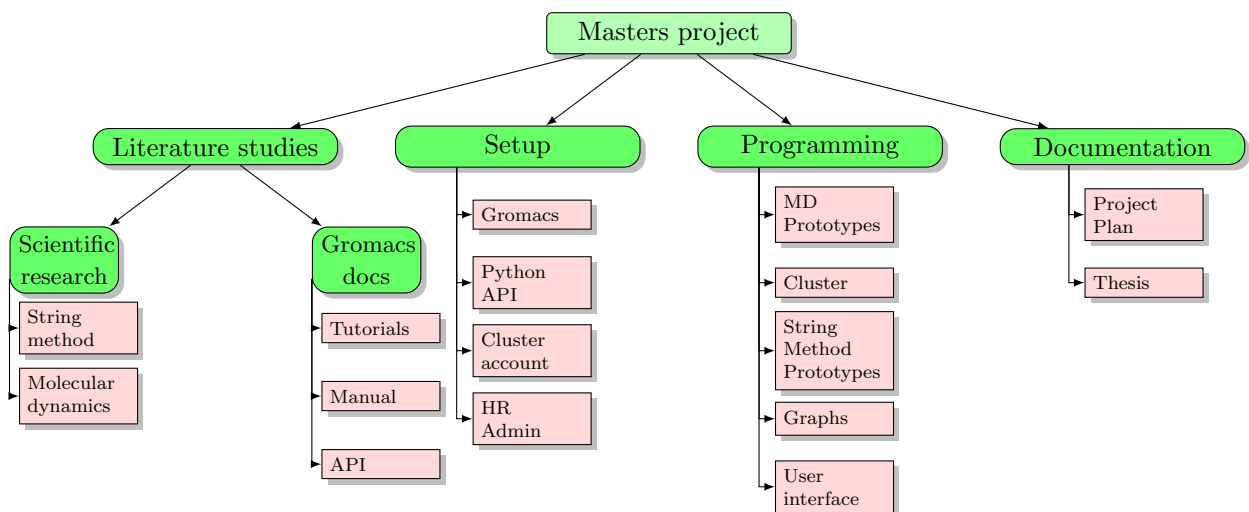 Masters project
Literature studies
Setup
Programming
Documentation
Scientific
research
String
method
Molecular
dynamics
Gromacs
docs
Tutorials
Manual
API
Gromacs
Python
API
Cluster
account
HR
Admin
MD
Prototypes
Cluster
String
Method
Prototypes
Graphs
User
interface
Project
Plan
Thesis